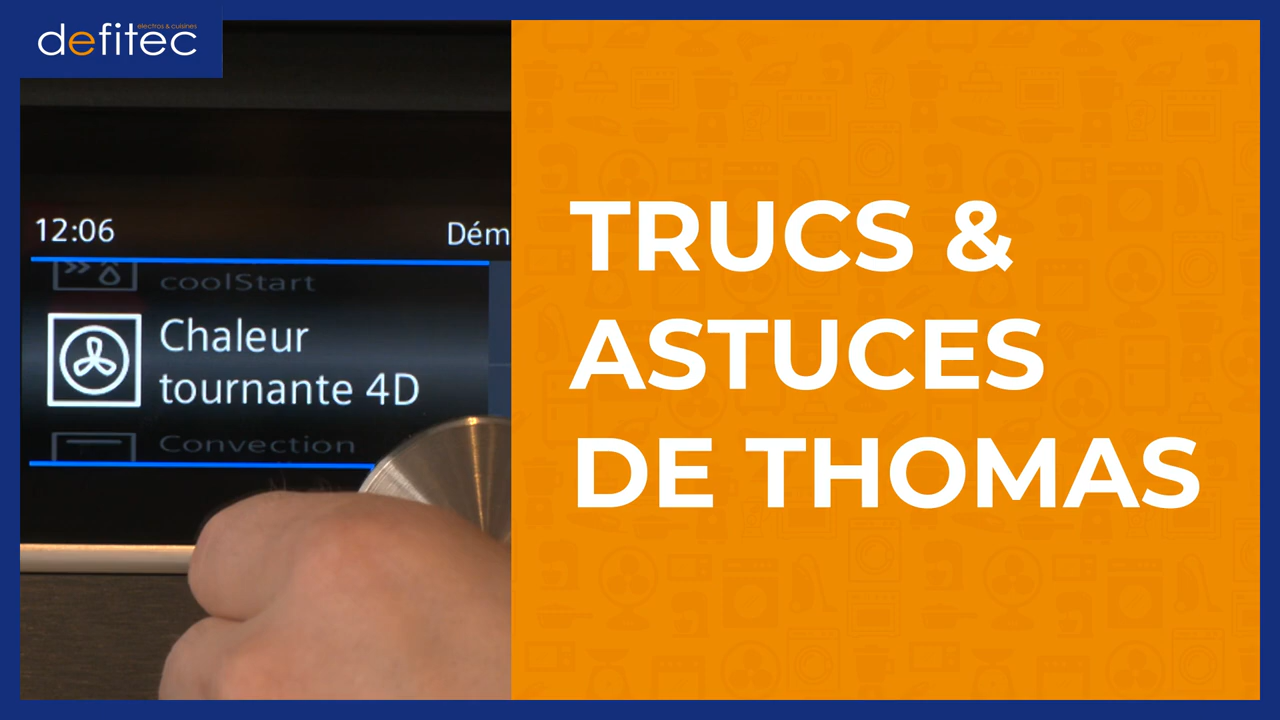 electros & cuisines
defitec
12:06
Dém
coolStart
Chaleur
tournante 4D
Convection
TRUCS &
ASTUCES
DE THOMAS